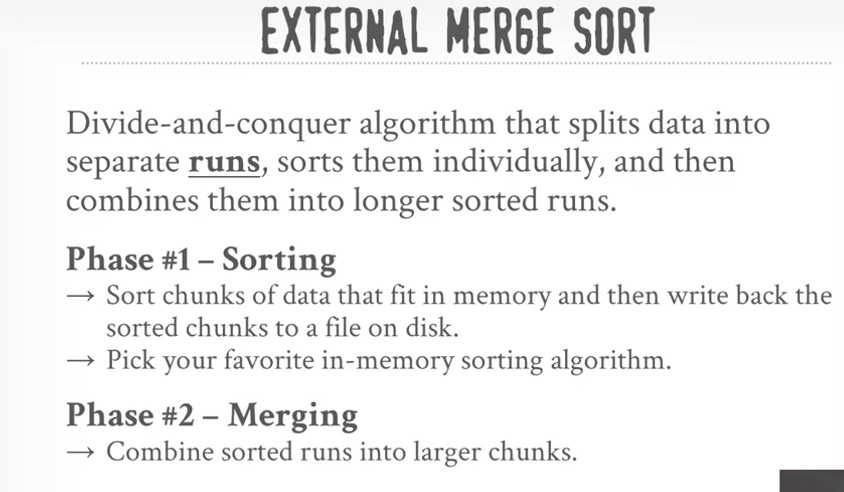 EXTERNAL MERGE SORT
Divide-and-conquer algorithm that splits data into
separate runs, sorts them individually, and then
combines them into longer sorted runs.
Phase #1 – Sorting
→ Sort chunks of data that fit in memory and then write back the
sorted chunks to a file on disk.
→ Pick your favorite in-memory sorting algorithm.
Phase #2 – Merging
→ Combine sorted runs into larger chunks.